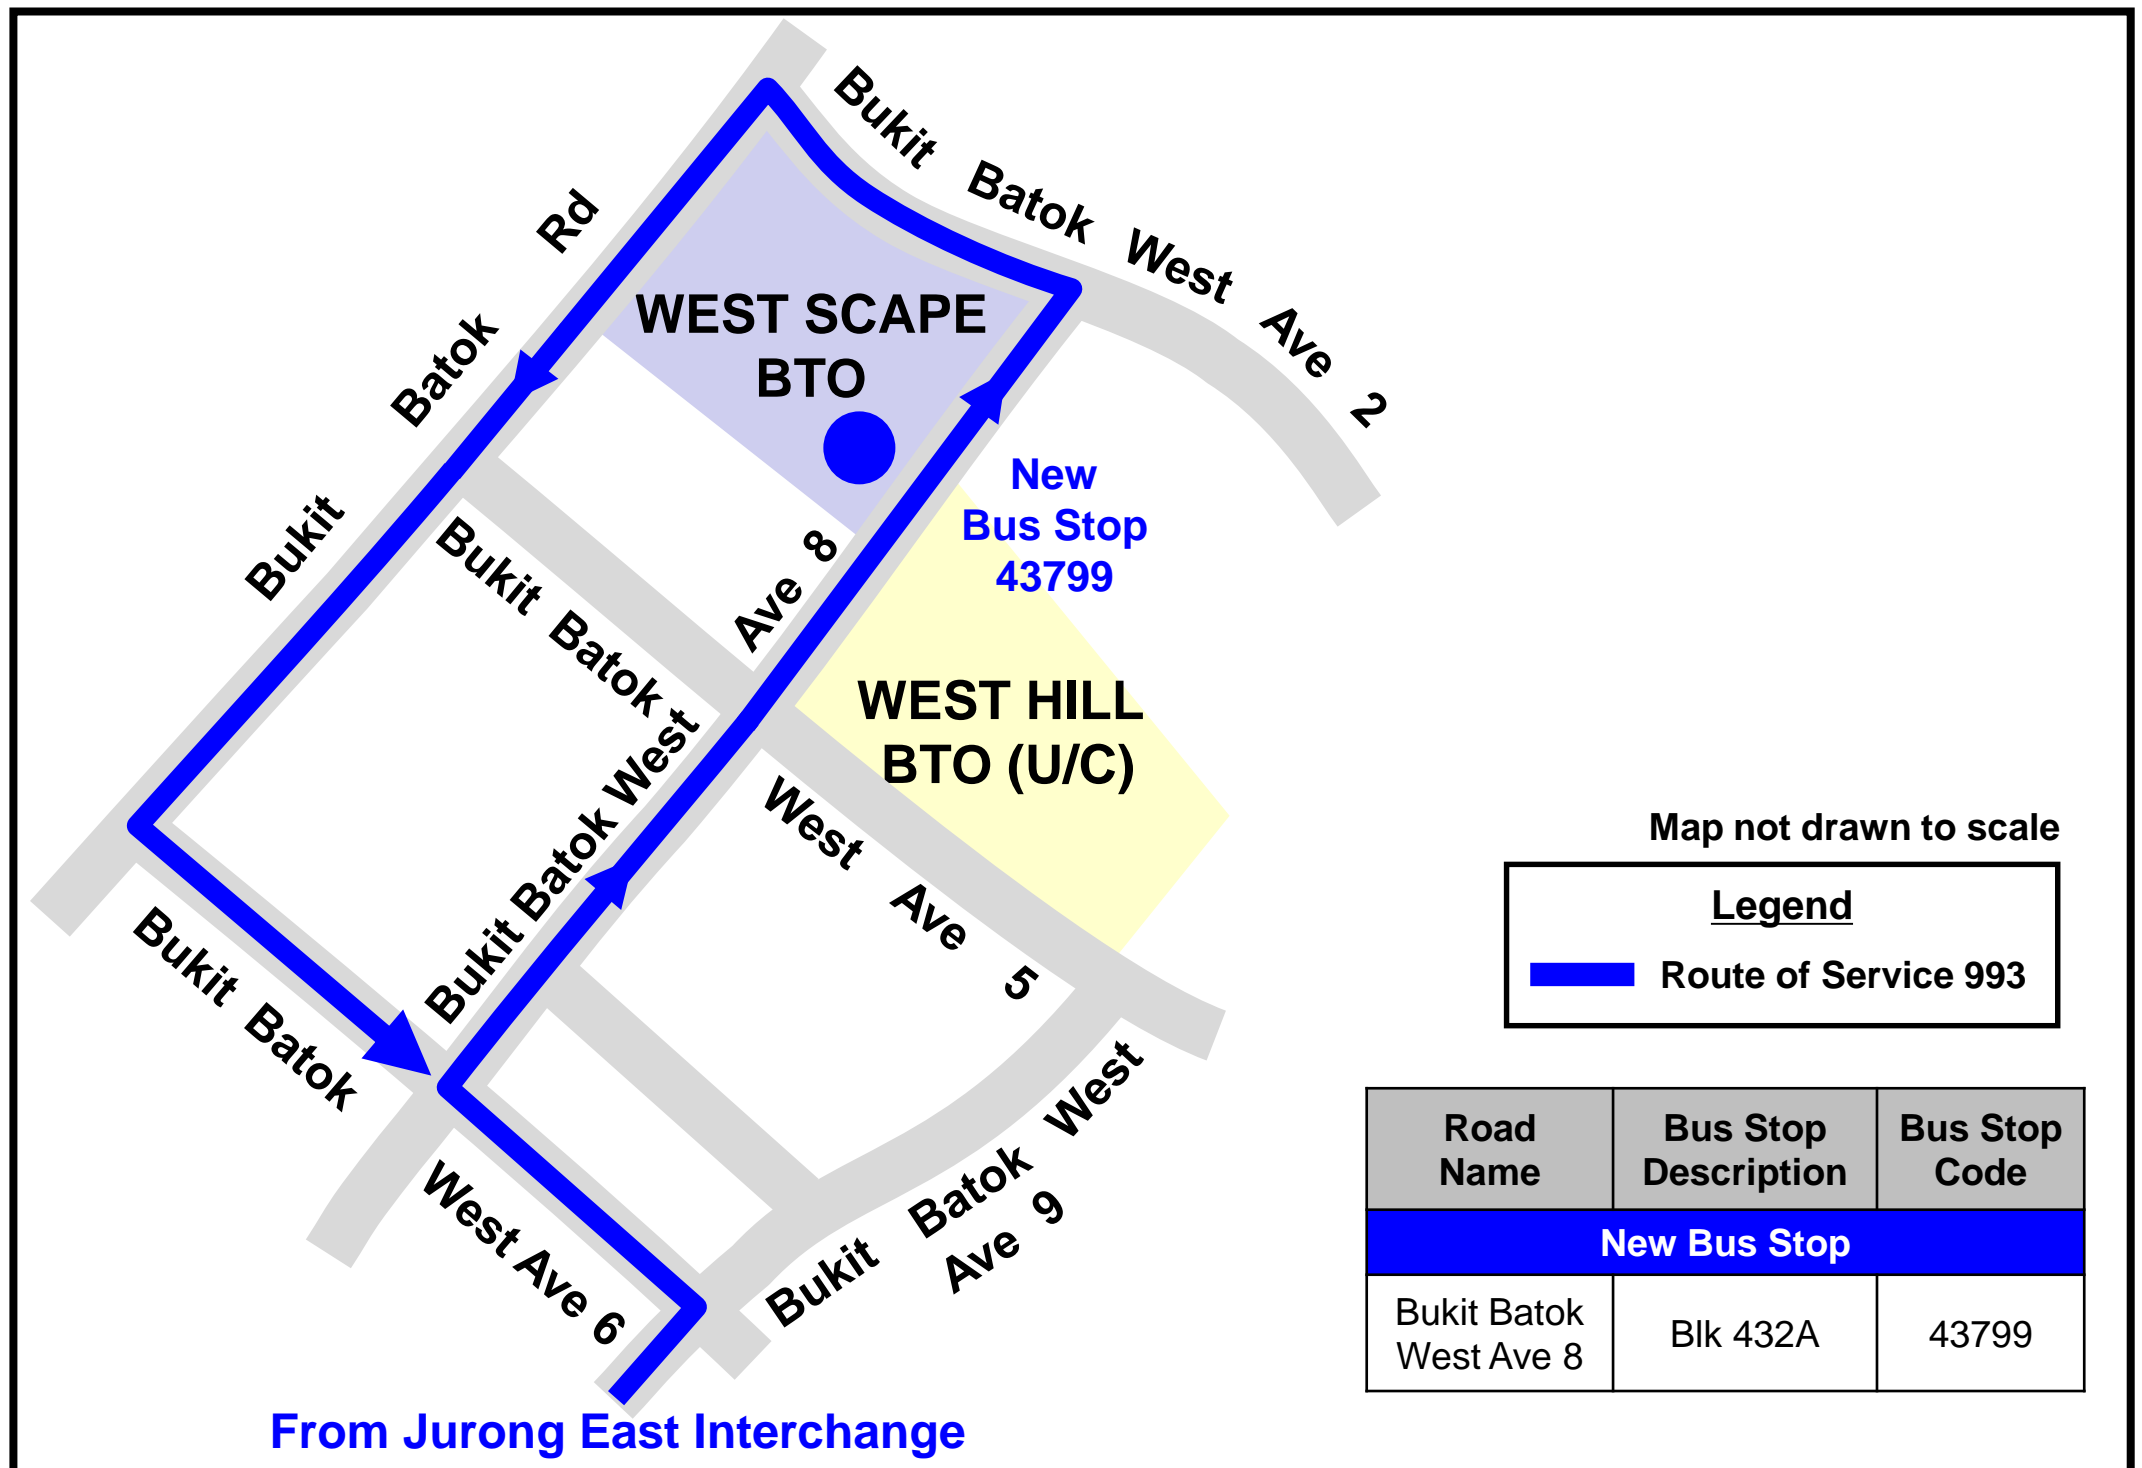 Bukit Batok West Ave 2
Bukit Batok Rd
WEST SCAPE
BTO
New
Bus Stop
43799
Bukit Batok West Ave 8
Bukit Batok West Ave 5
WEST HILL
BTO (U/C)
Bukit Batok West Ave 6
Bukit Batok West
Ave 9
From Jurong East Interchange
Map not drawn to scale
Legend
Route of Service 993
Road
Name
Bus Stop
Description
Bus Stop
Code
New Bus Stop
Bukit Batok
West Ave 8
Blk 432A
43799